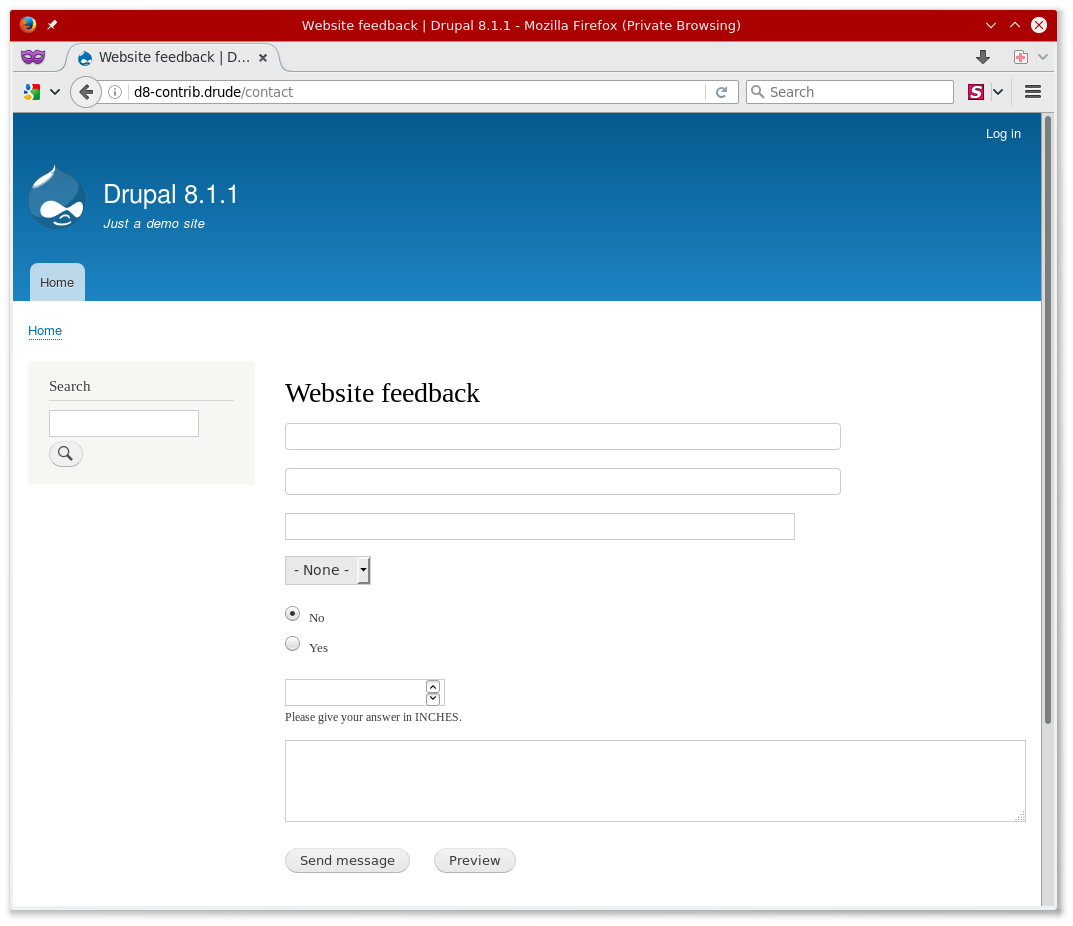 Website feedback | Drupal 8.1.1 - Mozilla Firefox (Private Browsing)
Website feedback | D...
d8-contrib.drude/contact
Search
S
Log in
Drupal 8.1.1
Just a demo site
Home
Home
Search
Website feedback
- None -
No
Yes
Please give your answer in INCHES.
Send message
Preview